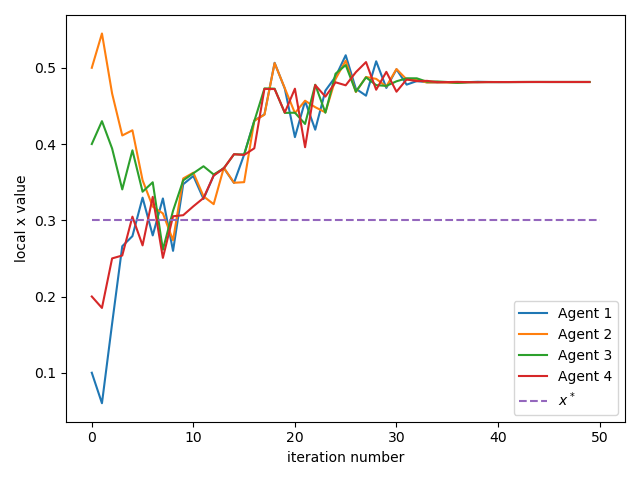 0.5
0.4
0.3
0.2
0.1
local x value
0 10 20 30 40 50
iteration number
Agent 1
Agent 2
Agent 3
Agent 4
x*